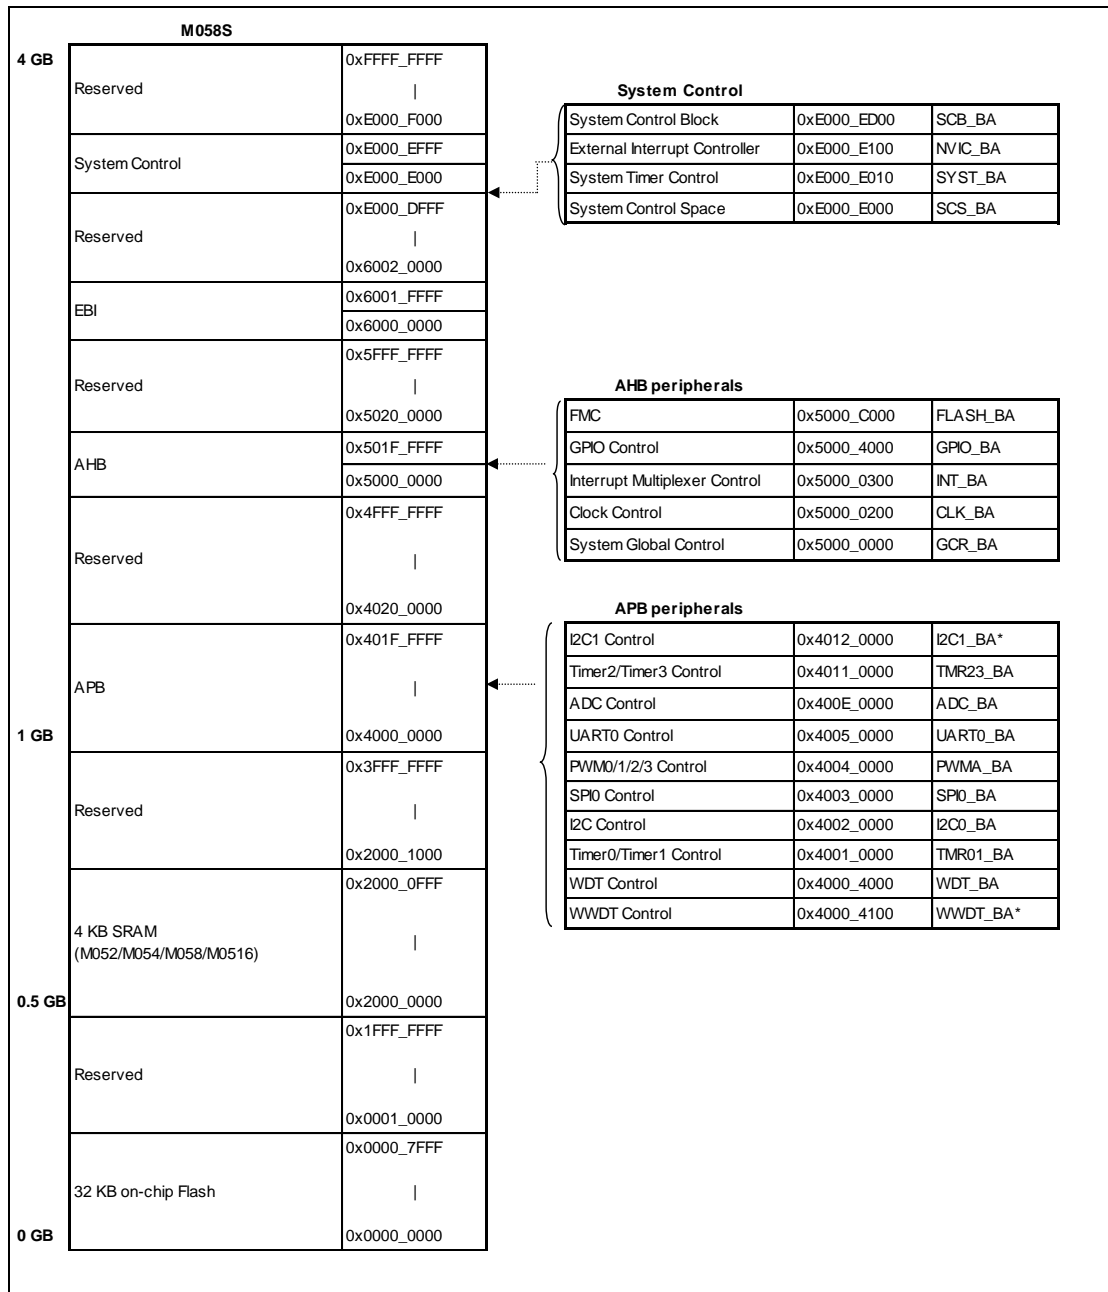 M058S
4 GB
Reserved
0xFFFF_FFFF
|
0xE000_F000
System Control
0xE000_EFFF
0xE000_E000
Reserved
0xE000_DFFF
|
0x6002_0000
EBI
0x6001_FFFF
0x6000_0000
Reserved
0x5FFF_FFFF
|
0x5020_0000
AHB
0x501F_FFFF
0x5000_0000
Reserved
0x4FFF_FFFF
|
0x4020_0000
APB
0x401F_FFFF
|
1 GB
0x4000_0000
Reserved
0x3FFF_FFFF
|
0x2000_1000
4 KB SRAM
(M052/M054/M058/M0516)
0x2000_0FFF
|
0.5 GB
0x2000_0000
Reserved
0x1FFF_FFFF
|
0x0001_0000
32 KB on-chip Flash
0x0000_7FFF
|
0 GB
0x0000_0000
System Control
System Control Block 0xE000_ED00 SCB_BA
External Interrupt Controller 0xE000_E100 NVIC_BA
System Timer Control 0xE000_E010 SYST_BA
System Control Space 0xE000_E000 SCS_BA
AHB peripherals
FMC 0x5000_C000 FLASH_BA
GPIO Control 0x5000_4000 GPIO_BA
Interrupt Multiplexer Control 0x5000_0300 INT_BA
Clock Control 0x5000_0200 CLK_BA
System Global Control 0x5000_0000 GCR_BA
APB peripherals
I2C1 Control 0x4012_0000 I2C1_BA*
Timer2/Timer3 Control 0x4011_0000 TMR23_BA
ADC Control 0x400E_0000 ADC_BA
UART0 Control 0x4005_0000 UART0_BA
PWM0/1/2/3 Control 0x4004_0000 PWMA_BA
SPI0 Control 0x4003_0000 SPI0_BA
I2C Control 0x4002_0000 I2C0_BA
Timer0/Timer1 Control 0x4001_0000 TMR01_BA
WDT Control 0x4000_4000 WDT_BA
WWDT Control 0x4000_4100 WWDT_BA*